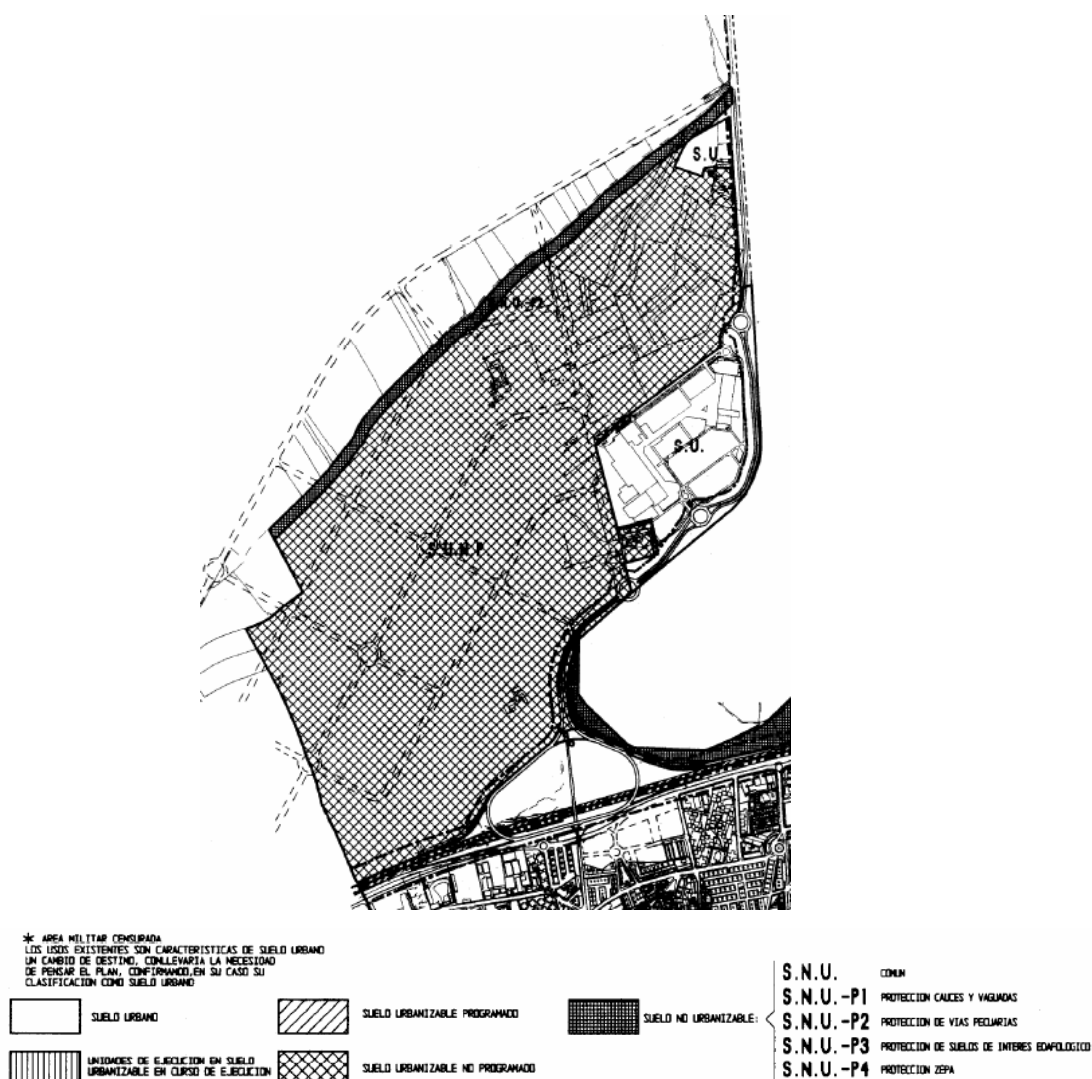 S.U.
S.U.
S.U.N.P.
* AREA MILITAR CENSURADA
LOS USOS EXISTENTES SON CARACTERISTICAS DE SUELO URBANO
UN CAMBIO DE DESTINO, CONLLEVARIA LA NECESIDAD
DE PENSAR EL PLAN, CONFIRMANDO,EN SU CASO SU
CLASIFICACION COMO SUELO URBANO
SUELO URBANO
SUELO URBANIZABLE PROGRAMADO
SUELO NO URBANIZABLE:
UNIDADES DE EJECUCION EN SUELO
URBANIZABLE EN CURSO DE EJECUCION
SUELO URBANIZABLE NO PROGRAMADO
S.N.U. COMUN
S.N.U.-P1 PROTECCION CAUCES Y VAGUADAS
S.N.U.-P2 PROTECCION DE VIAS PECUARIAS
S.N.U.-P3 PROTECCION DE SUELOS DE INTERES EDAFOLOGICO
S.N.U.-P4 PROTECCION ZEPA